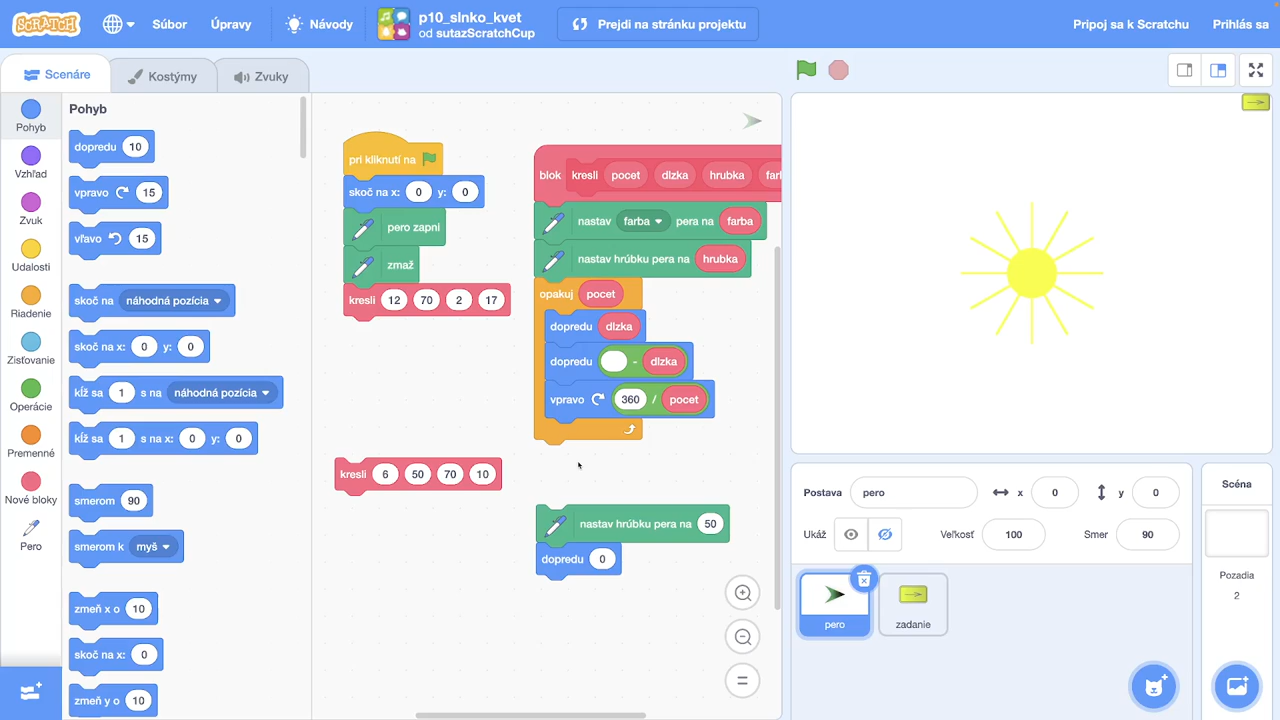 SCRATCH
Súbor
Úpravy
Návody
p10_slnko_kvet
od sutazScratchCup
Prejdi na stránku projektu
Pripoj sa k Scratchu
Prihlás sa
Scenáre
Kostýmy
Zvuky
Pohyb
Vzhľad
Zvuk
Udalosti
Riadenie
Zisťovanie
Operácie
Premenné
Nové bloky
Pero
Pohyb
dopredu 10
vpravo 15
vľavo 15
skoč na náhodná pozícia
skoč na x: 0 y: 0
kĺž sa 1 s na náhodná pozícia
kĺž sa 1 s na x: 0 y: 0
smerom 90
smerom k myš
zmeň x o 10
skoč na x: 0
zmeň y o 10
pri kliknutí na
skoč na x: 0 y: 0
pero zapni
zmaž
kresli 12 70 2 17
kresli 6 50 70 10
blok kresli pocet dlzka hrubka far
nastav farba pera na farba
nastav hrúbku pera na hrubka
opakuj pocet
dopredu dlzka
dopredu - dlzka
vpravo 360 / pocet
nastav hrúbku pera na 50
dopredu 0
Postava pero x 0 y 0
Ukáž Veľkosť 100 Smer 90
pero
zadanie
Scéna
Pozadia
2